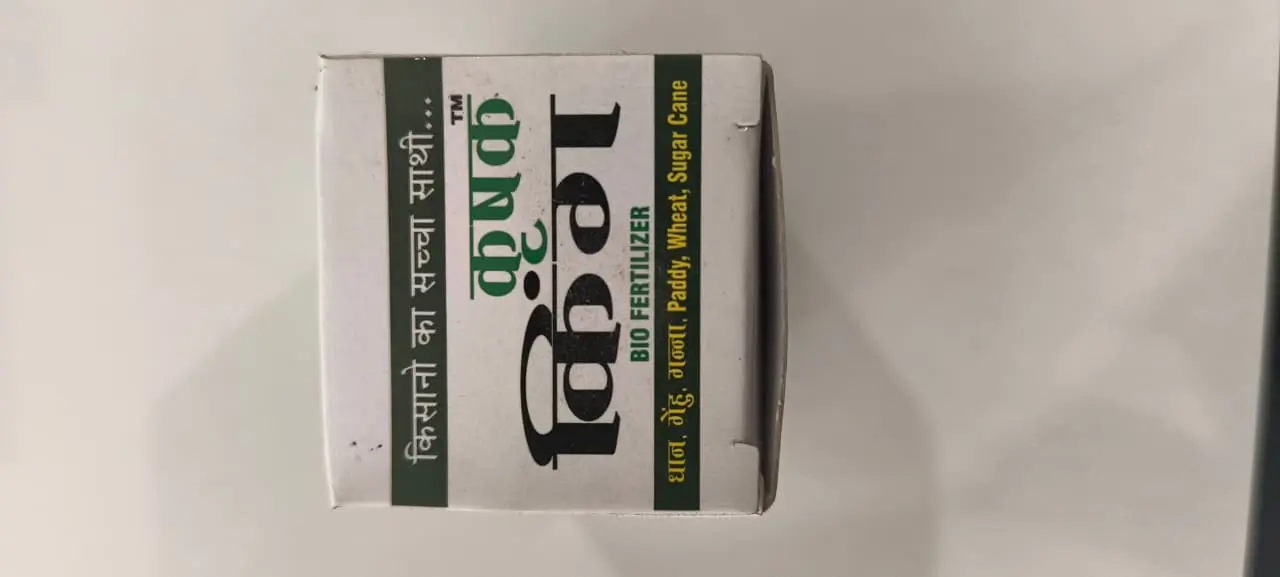 किसानो का सच्चा साथी...
कृषक TM
किंग
BIO FERTILIZER
धान, गेंहु, गन्ना, Paddy, Wheat, Sugar Cane